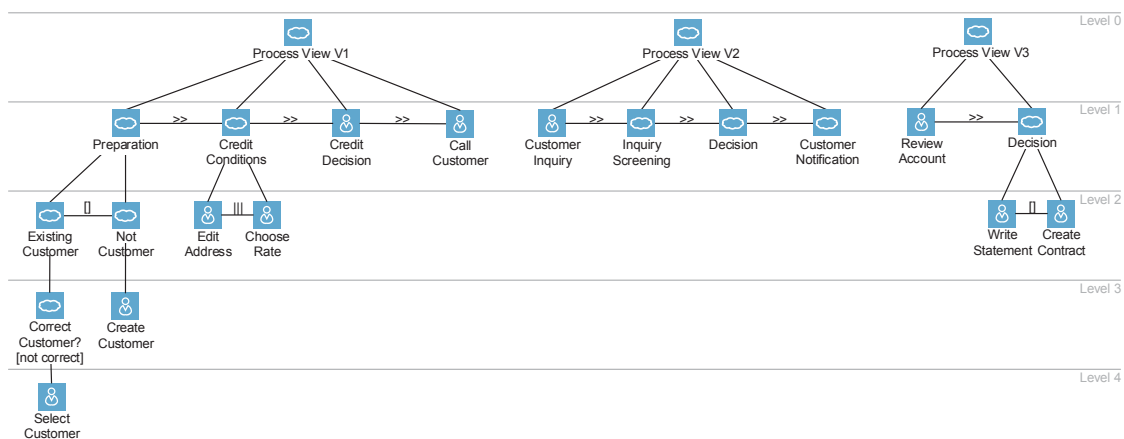 Level 0
Process View V1
Process View V2
Process View V3
Level 1
>>
>>
>>
>>
>>
>>
>>
Preparation
Credit
Conditions
Credit
Decision
Call
Customer
Customer
Inquiry
Inquiry
Screening
Decision
Customer
Notification
Review
Account
Decision
Level 2
[]
|||
[]
Existing
Customer
Not
Customer
Edit
Address
Choose
Rate
Write
Statement
Create
Contract
Level 3
Correct
Customer?
[not correct]
Create
Customer
Level 4
Select
Customer